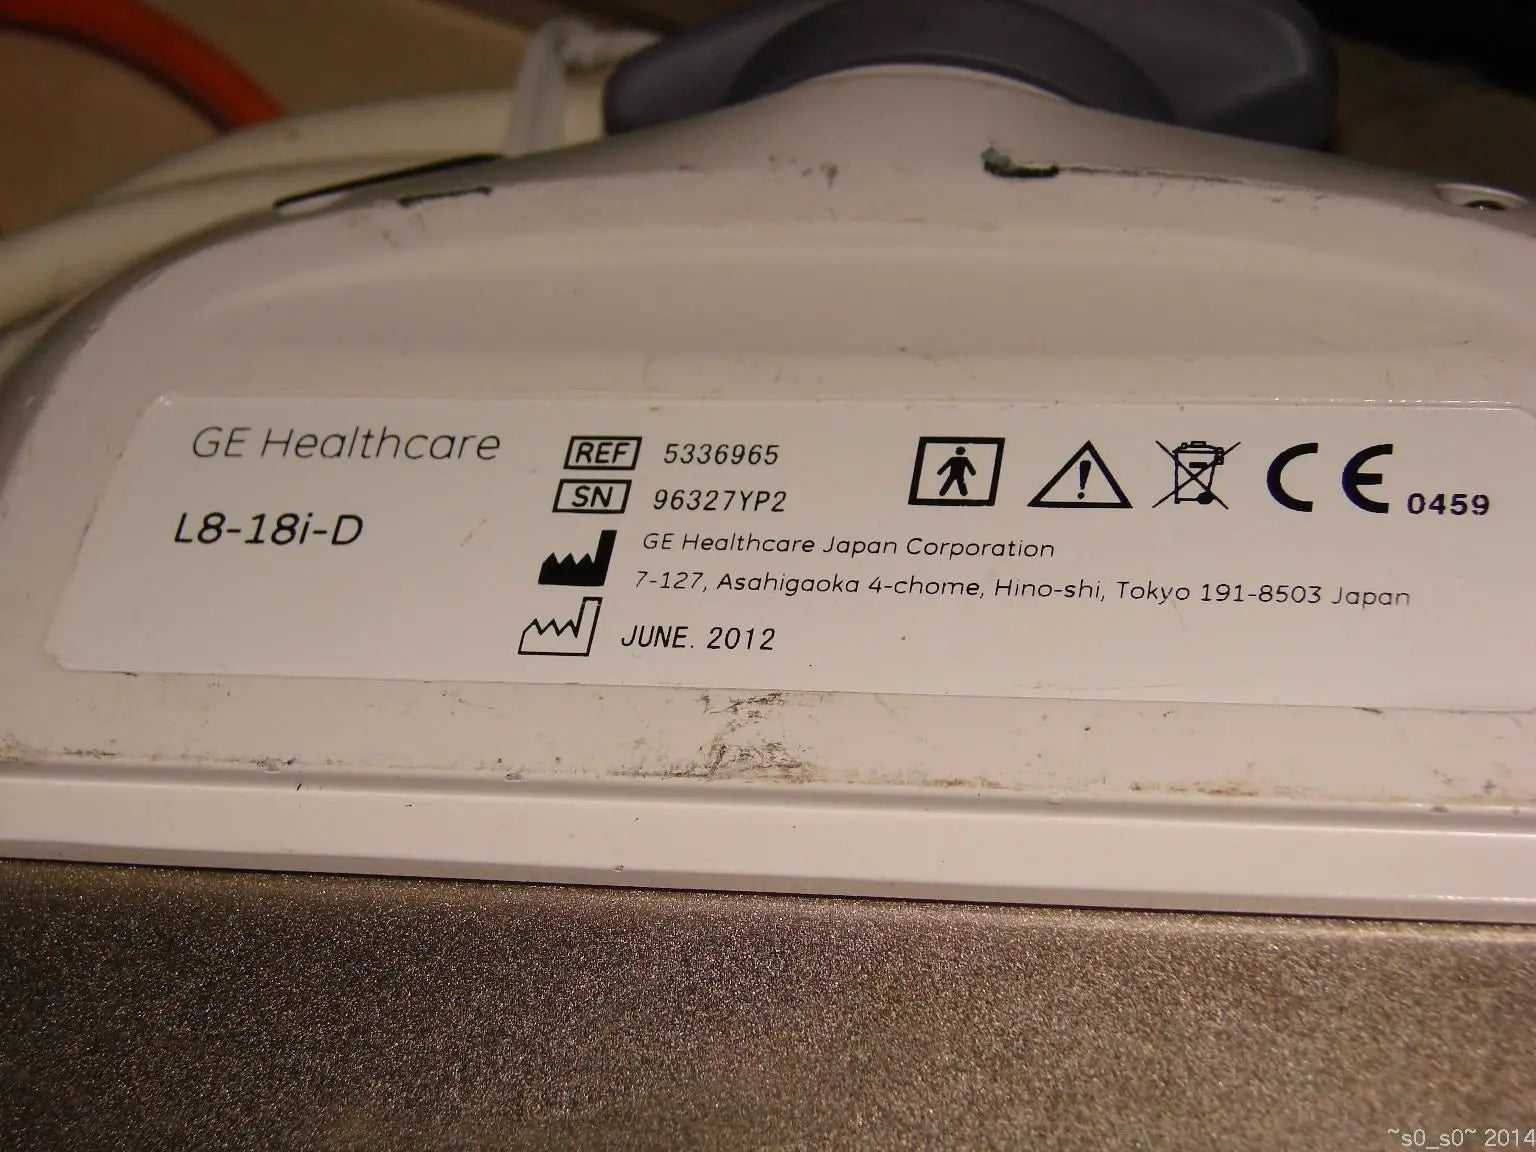 GE Healthcare
L8-18i-D
REF 5336965
SN 96327YP2
GE Healthcare Japan Corporation
7-127, Asahigaoka 4-chome, Hino-shi, Tokyo 191-8503 Japan
JUNE. 2012
CE 0459
~s0_s0~ 2014